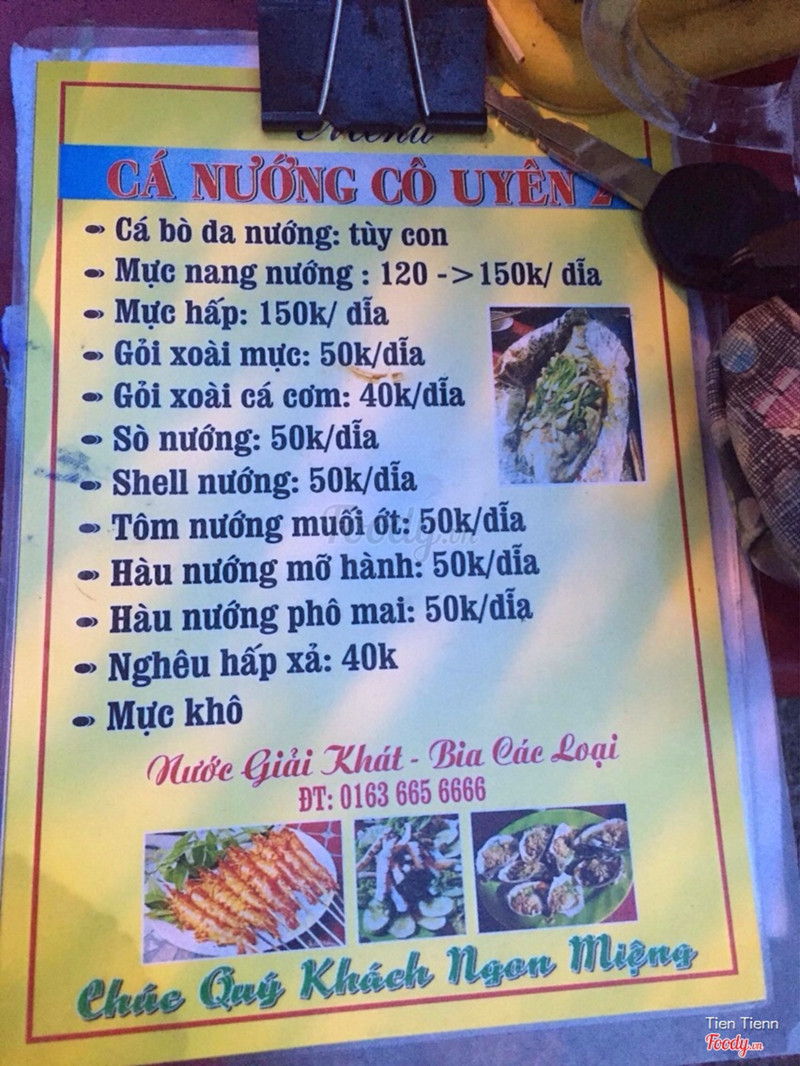 Menu
CÁ NƯỚNG CÔ UYÊN 2
Cá bò da nướng: tùy con
Mực nang nướng : 120 ->150k/ dĩa
Mực hấp: 150k/ dĩa
Gỏi xoài mực: 50k/dĩa
Gỏi xoài cá cơm: 40k/dĩa
Sò nướng: 50k/dĩa
Shell nướng: 50k/dĩa
Tôm nướng muối ớt: 50k/dĩa
Hàu nướng mỡ hành: 50k/dĩa
Hàu nướng phô mai: 50k/dĩa
Nghêu hấp xả: 40k
Mực khô
Nước Giải Khát - Bia Các Loại
ĐT: 0163 665 6666
Chúc Quý Khách Ngon Miệng
Foody.vn
Tien Tienn
Foody.vn